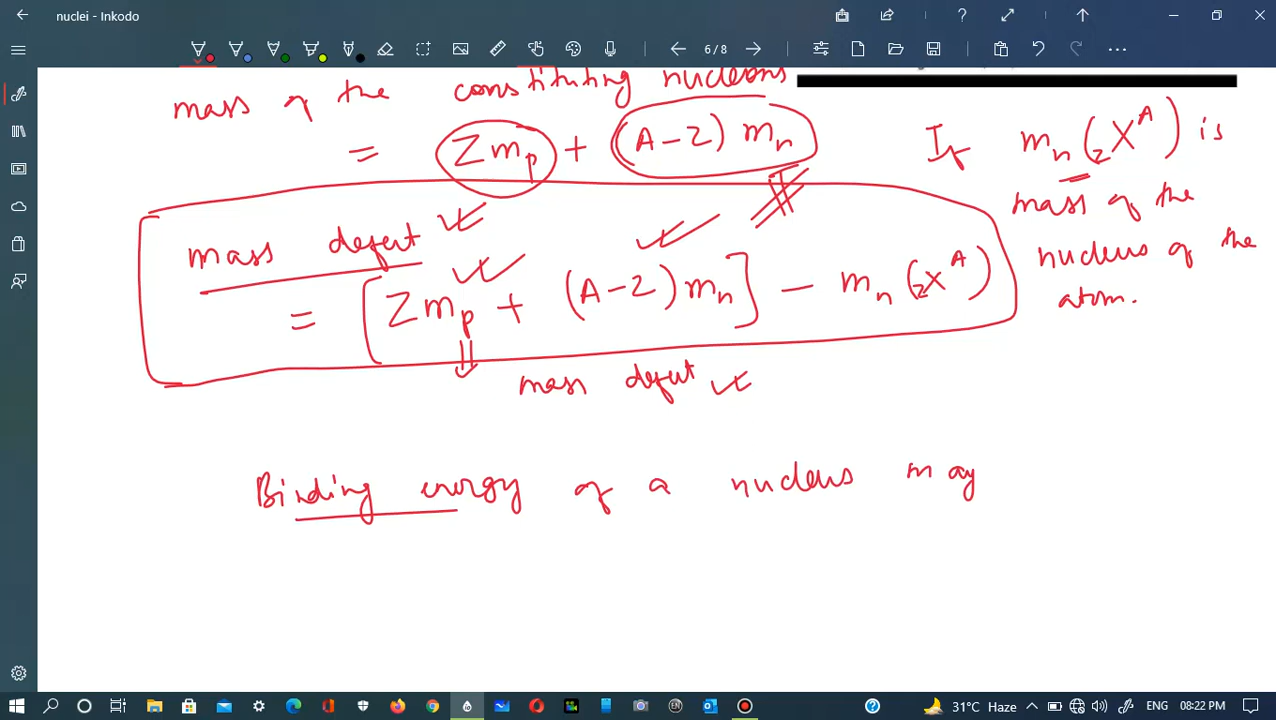 nuclei - Inkodo
6/8
mass of the constituting nucleons
= Zmp + (A-Z) mn
If mn (zX^A) is
mass of the
nucleus of the
atom.
mass defect
= [Zmp + (A-Z) mn] - mn (zX^A)
mass defect
Binding energy of a nucleus may
31°C Haze
ENG
08:22 PM